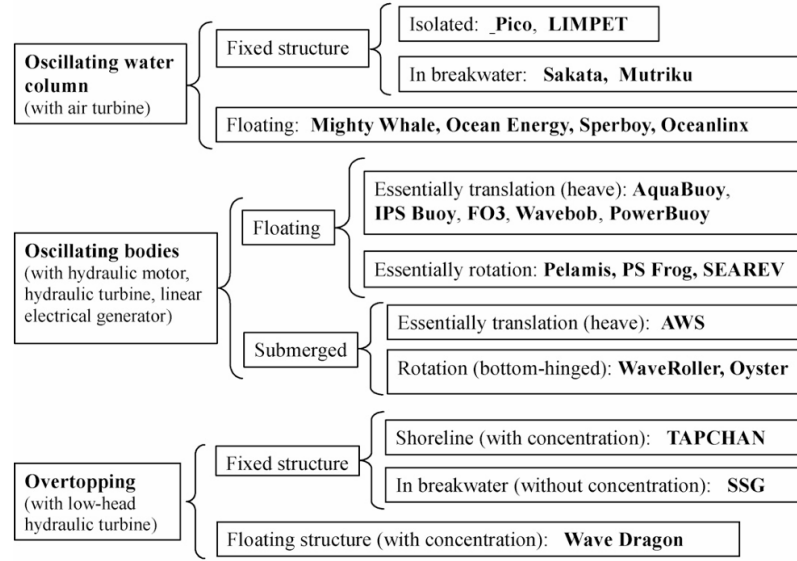 Oscillating water
column
(with air turbine)
Fixed structure
Isolated: _Pico, LIMPET
In breakwater: Sakata, Mutriku
Floating: Mighty Whale, Ocean Energy, Sperboy, Oceanlinx
Oscillating bodies
(with hydraulic motor,
hydraulic turbine, linear
electrical generator)
Floating
Essentially translation (heave): AquaBuoy,
IPS Buoy, FO3, Wavebob, PowerBuoy
Essentially rotation: Pelamis, PS Frog, SEAREV
Submerged
Essentially translation (heave): AWS
Rotation (bottom-hinged): WaveRoller, Oyster
Overtopping
(with low-head
hydraulic turbine)
Fixed structure
Shoreline (with concentration): TAPCHAN
In breakwater (without concentration): SSG
Floating structure (with concentration): Wave Dragon